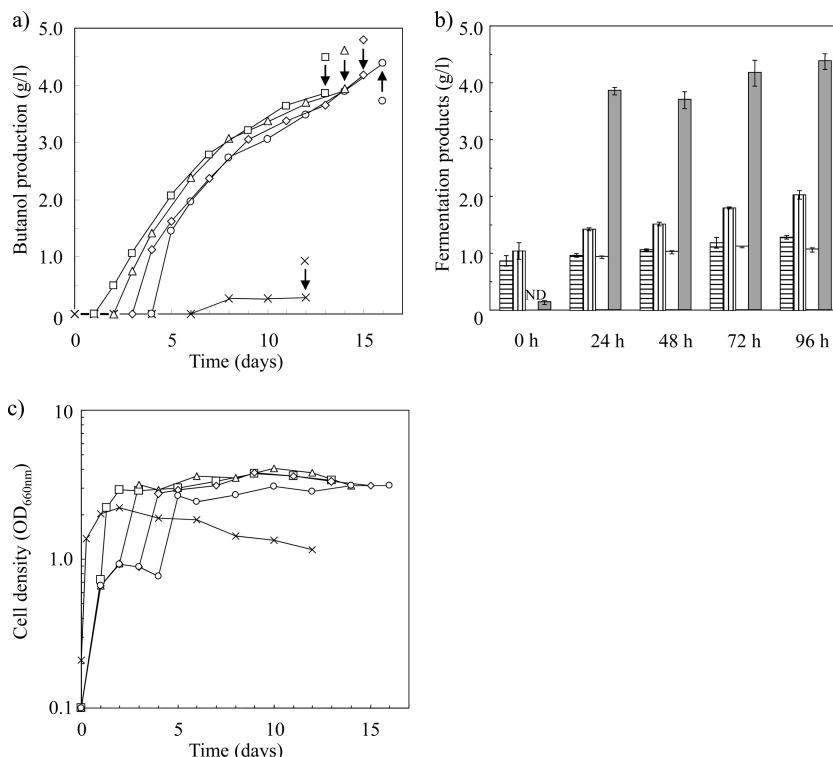 a)
Butanol production (g/l)
5.0
4.0
3.0
2.0
1.0
0
0
5
10
15
Time (days)
b)
Fermentation products (g/l)
5.0
4.0
3.0
2.0
1.0
0
ND
0 h
24 h
48 h
72 h
96 h
c)
Cell density (OD660nm)
10
1.0
0.1
0
5
10
15
Time (days)